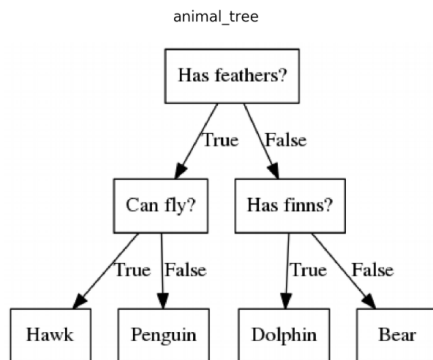 animal_tree
Has feathers?
True False
Can fly? Has finns?
True False True False
Hawk Penguin Dolphin Bear